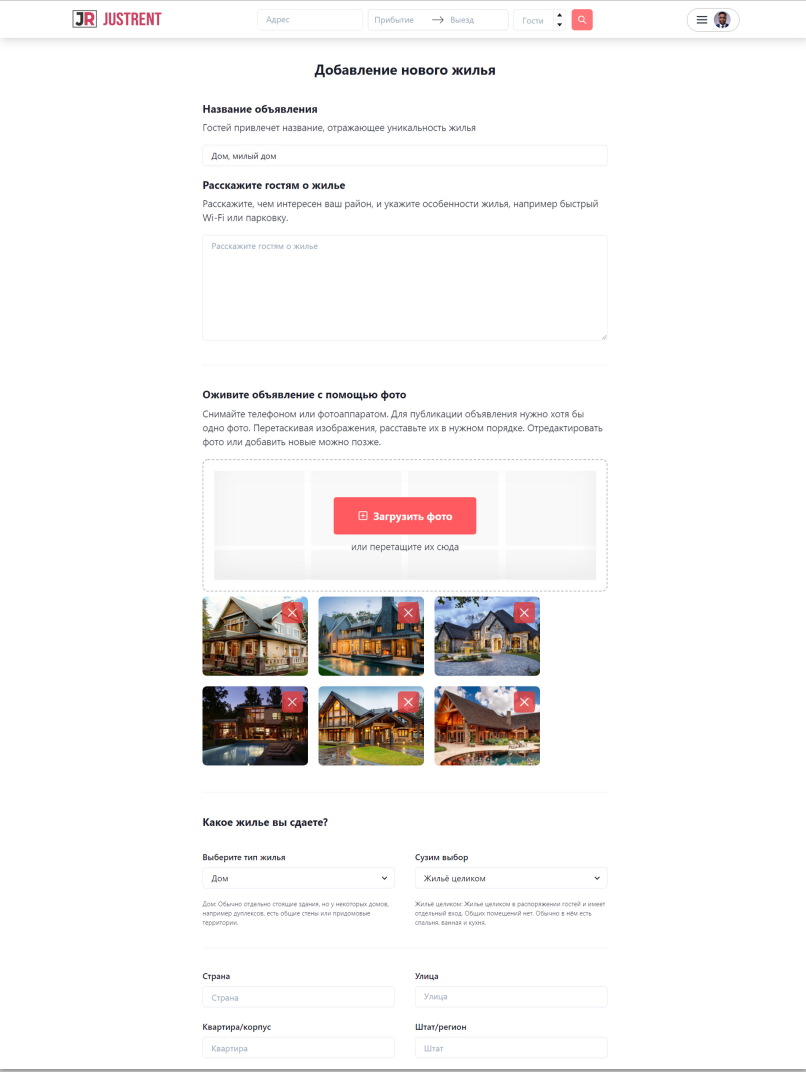 JR JUSTRENT
Адрес
Прибытие
Выезд
Гости
Добавление нового жилья
Название объявления
Гостей привлечет название, отражающее уникальность жилья
Дом, милый дом
Расскажите гостям о жилье
Расскажите, чем интересен ваш район, и укажите особенности жилья, например быстрый
Wi-Fi или парковку.
Расскажите гостям о жилье
Оживите объявление с помощью фото
Снимайте телефоном или фотоаппаратом. Для публикации объявления нужно хотя бы
одно фото. Перетаскивая изображения, расставьте их в нужном порядке. Отредактировать
фото или добавить новые можно позже.
Загрузить фото
или перетащите их сюда
Какое жилье вы сдаете?
Выберите тип жилья
Дом
Дом: Обычно отдельно стоящие здания, но у некоторых домов,
например дуплексов, есть общие стены или придомовые
территории.
Сузим выбор
Жильё целиком
Жильё целиком: Жилье целиком в распоряжении гостей и имеет
отдельный вход. Общих помещений нет. Обычно в нём есть
спальня, ванная и кухня.
Страна
Страна
Улица
Улица
Квартира/корпус
Квартира
Штат/регион
Штат